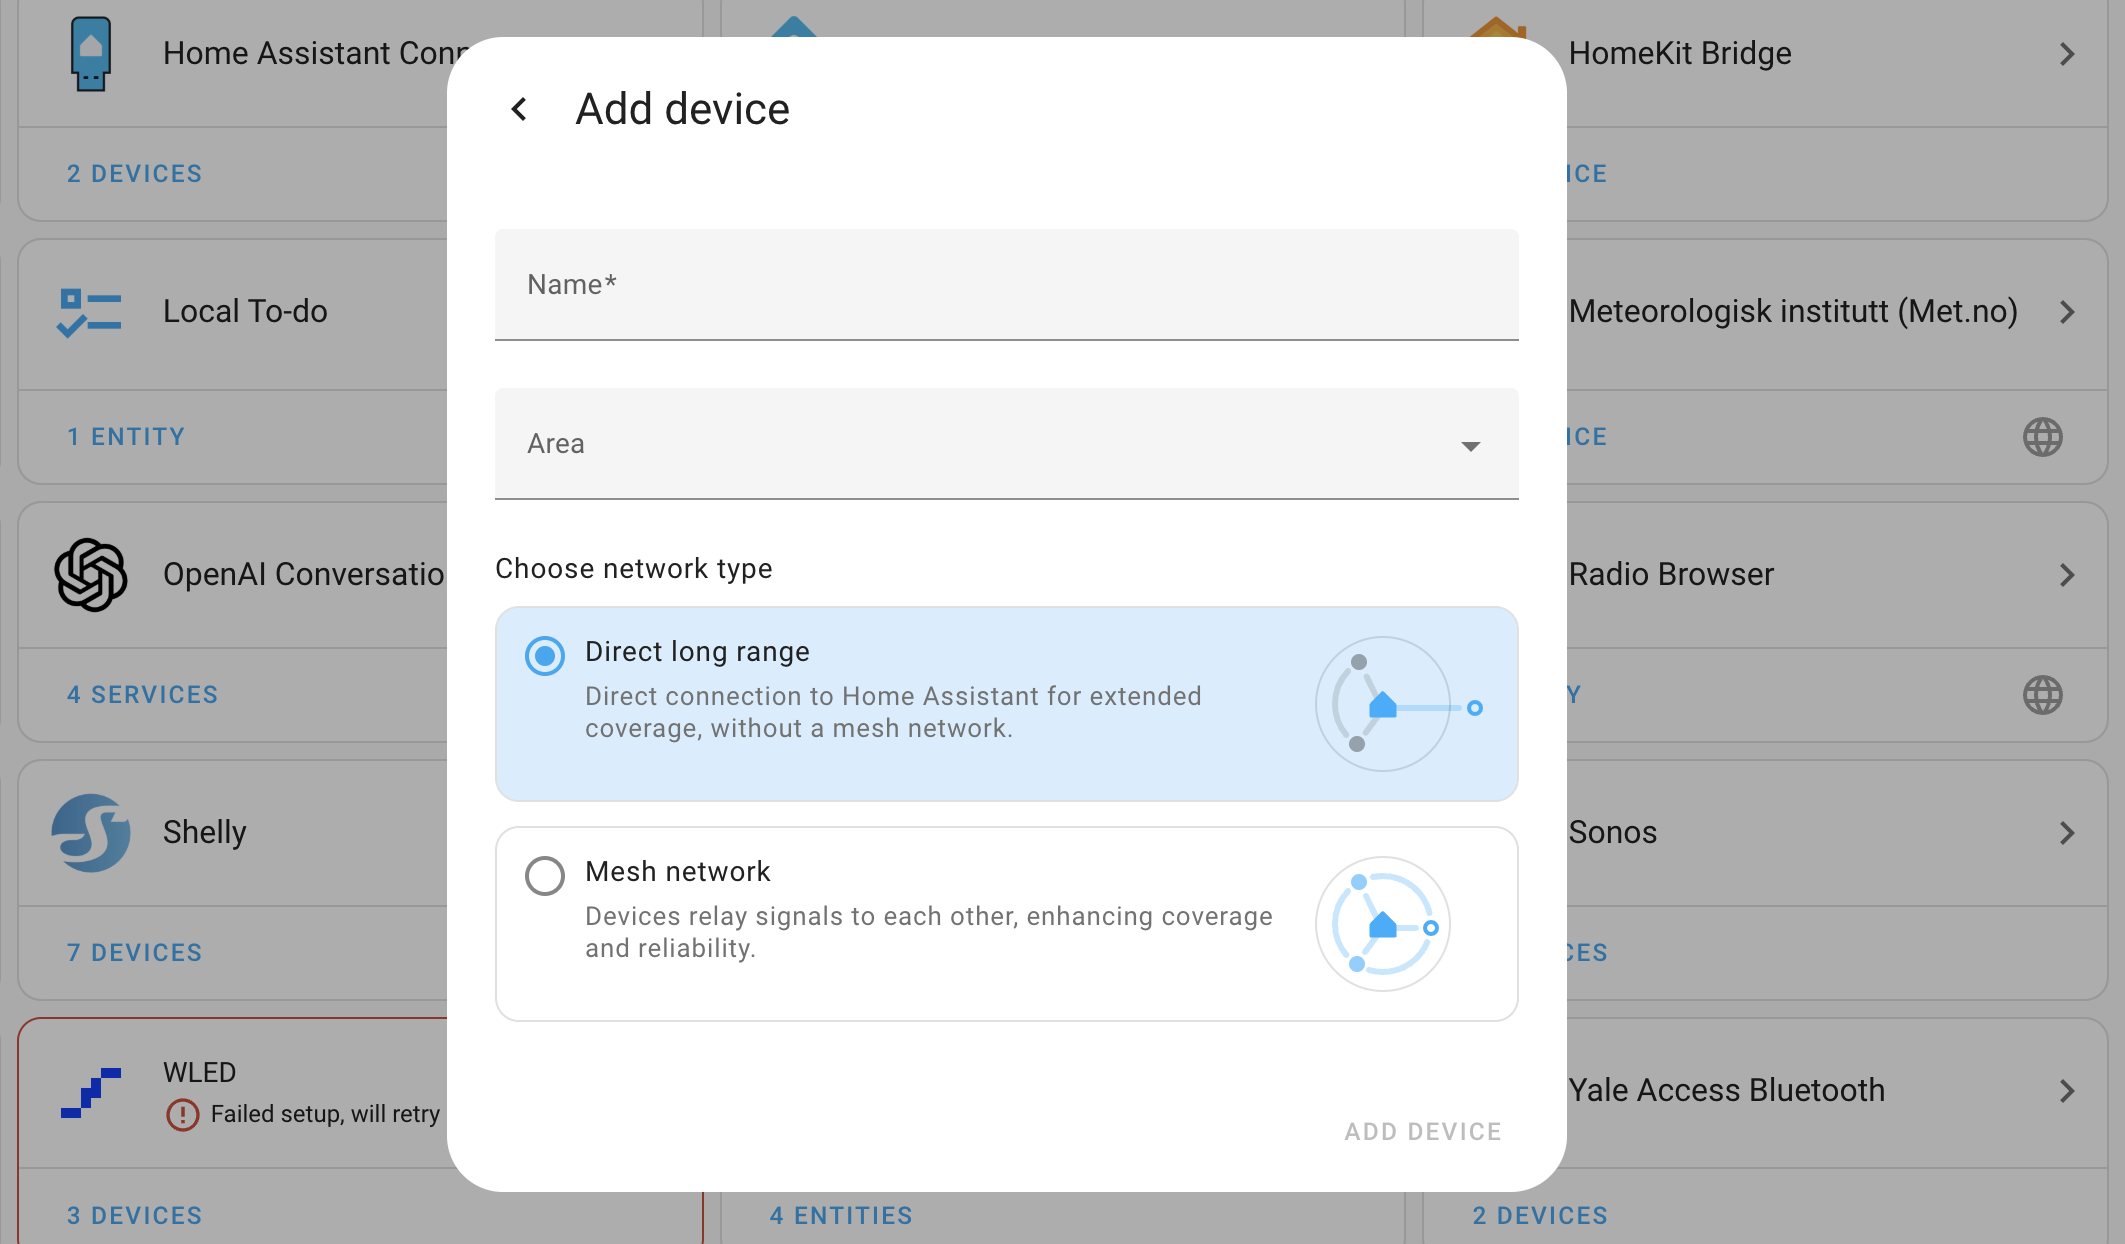 Home Assistant Conn
HomeKit Bridge
2 DEVICES
ICE
Add device
Name*
Area
Choose network type
Direct long range
Direct connection to Home Assistant for extended
coverage, without a mesh network.
Mesh network
Devices relay signals to each other, enhancing coverage
and reliability.
ADD DEVICE
Local To-do
Meteorologisk institutt (Met.no)
1 ENTITY
ICE
OpenAI Conversatio
Radio Browser
4 SERVICES
Y
Shelly
Sonos
7 DEVICES
CES
WLED
Failed setup, will retry
Yale Access Bluetooth
3 DEVICES
4 ENTITIES
2 DEVICES